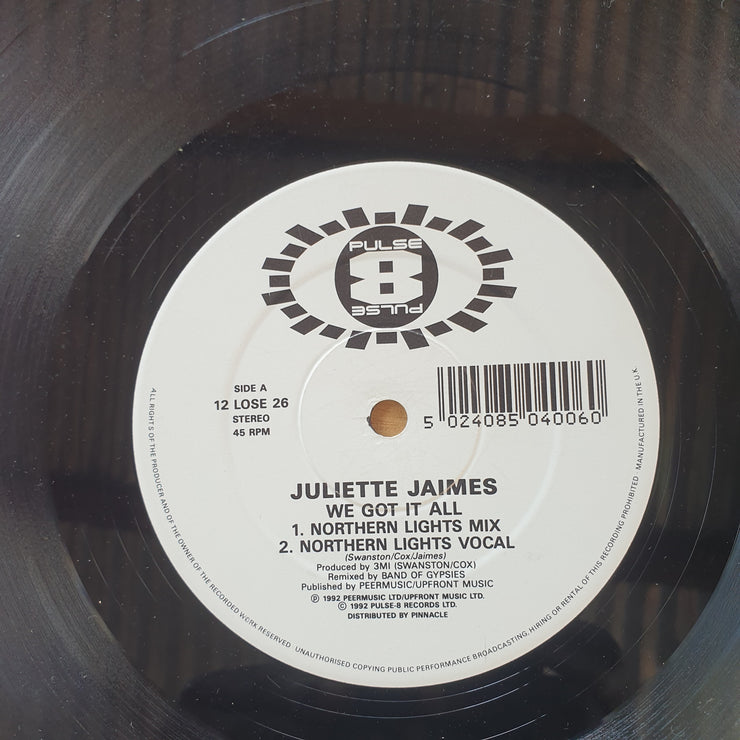 PULSE
8
PULSE
SIDE A
12 LOSE 26
STEREO
45 RPM
5 024085 040060
JULIETTE JAIMES
WE GOT IT ALL
1. NORTHERN LIGHTS MIX
2. NORTHERN LIGHTS VOCAL
(Swanston/Cox/Jaimes)
Produced by 3MI (SWANSTON/COX)
Remixed by BAND OF GYPSIES
Published by PEERMUSIC/UPFRONT MUSIC
℗ 1992 PEERMUSIC LTD/UPFRONT MUSIC LTD.
© 1992 PULSE-8 RECORDS LTD.
DISTRIBUTED BY PINNACLE
ALL RIGHTS OF THE PRODUCER AND OF THE OWNER OF THE RECORDED WORK RESERVED · UNAUTHORISED COPYING PUBLIC PERFORMANCE BROADCASTING, HIRING OR RENTAL OF THIS RECORDING PROHIBITED · MANUFACTURED IN THE U.K.